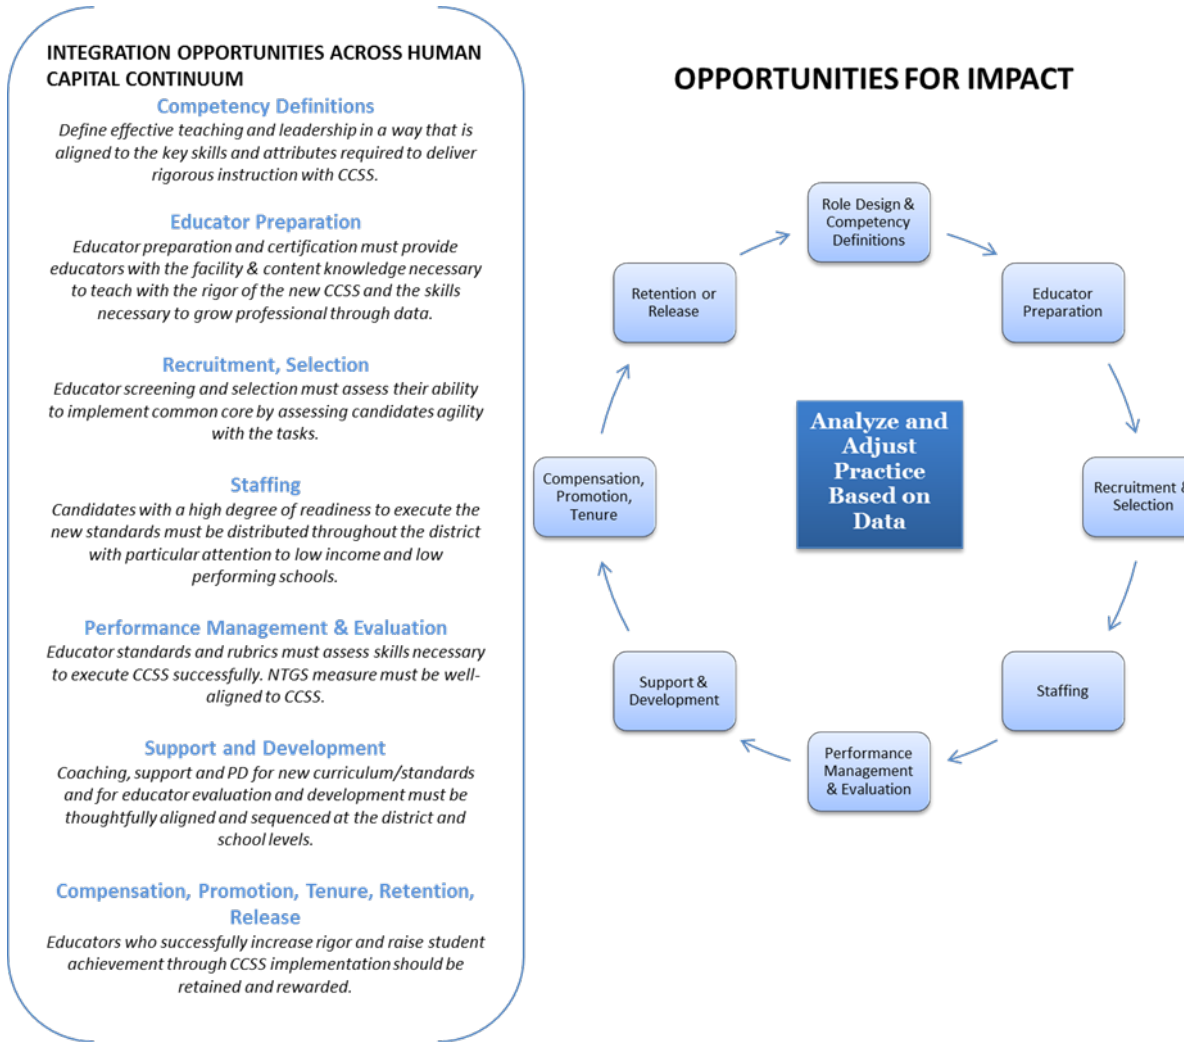 INTEGRATION OPPORTUNITIES ACROSS HUMAN
CAPITAL CONTINUUM
Competency Definitions
Define effective teaching and leadership in a way that is
aligned to the key skills and attributes required to deliver
rigorous instruction with CCSS.
Educator Preparation
Educator preparation and certification must provide
educators with the facility & content knowledge necessary
to teach with the rigor of the new CCSS and the skills
necessary to grow professional through data.
Recruitment, Selection
Educator screening and selection must assess their ability
to implement common core by assessing candidates agility
with the tasks.
Staffing
Candidates with a high degree of readiness to execute the
new standards must be distributed throughout the district
with particular attention to low income and low
performing schools.
Performance Management & Evaluation
Educator standards and rubrics must assess skills necessary
to execute CCSS successfully. NTGS measure must be well-
aligned to CCSS.
Support and Development
Coaching, support and PD for new curriculum/standards
and for educator evaluation and development must be
thoughtfully aligned and sequenced at the district and
school levels.
Compensation, Promotion, Tenure, Retention,
Release
Educators who successfully increase rigor and raise student
achievement through CCSS implementation should be
retained and rewarded.
OPPORTUNITIES FOR IMPACT
Role Design &
Competency
Definitions
Educator
Preparation
Recruitment &
Selection
Staffing
Performance
Management
& Evaluation
Support &
Development
Compensation,
Promotion,
Tenure
Retention or
Release
Analyze and
Adjust
Practice
Based on
Data